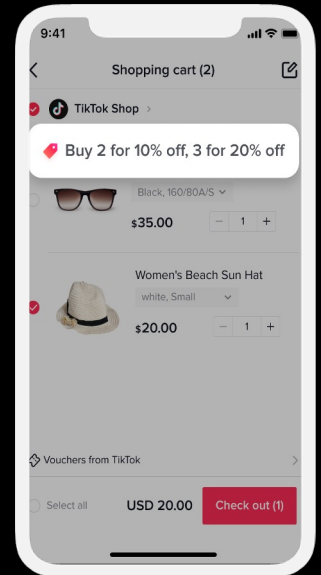 9:41
Shopping cart (2)
TikTok Shop >
Buy 2 for 10% off, 3 for 20% off
Black, 160/80A/S
$35.00 − 1 +
Women's Beach Sun Hat
white, Small
$20.00 − 1 +
Vouchers from TikTok >
Select all USD 20.00 Check out (1)